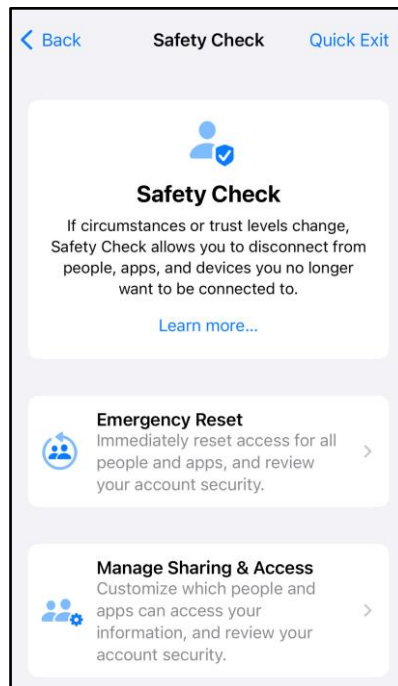 Back Safety Check Quick Exit
Safety Check
If circumstances or trust levels change,
Safety Check allows you to disconnect from
people, apps, and devices you no longer
want to be connected to.
Learn more...
Emergency Reset
Immediately reset access for all
people and apps, and review
your account security.
Manage Sharing & Access
Customize which people and
apps can access your
information, and review your
account security.